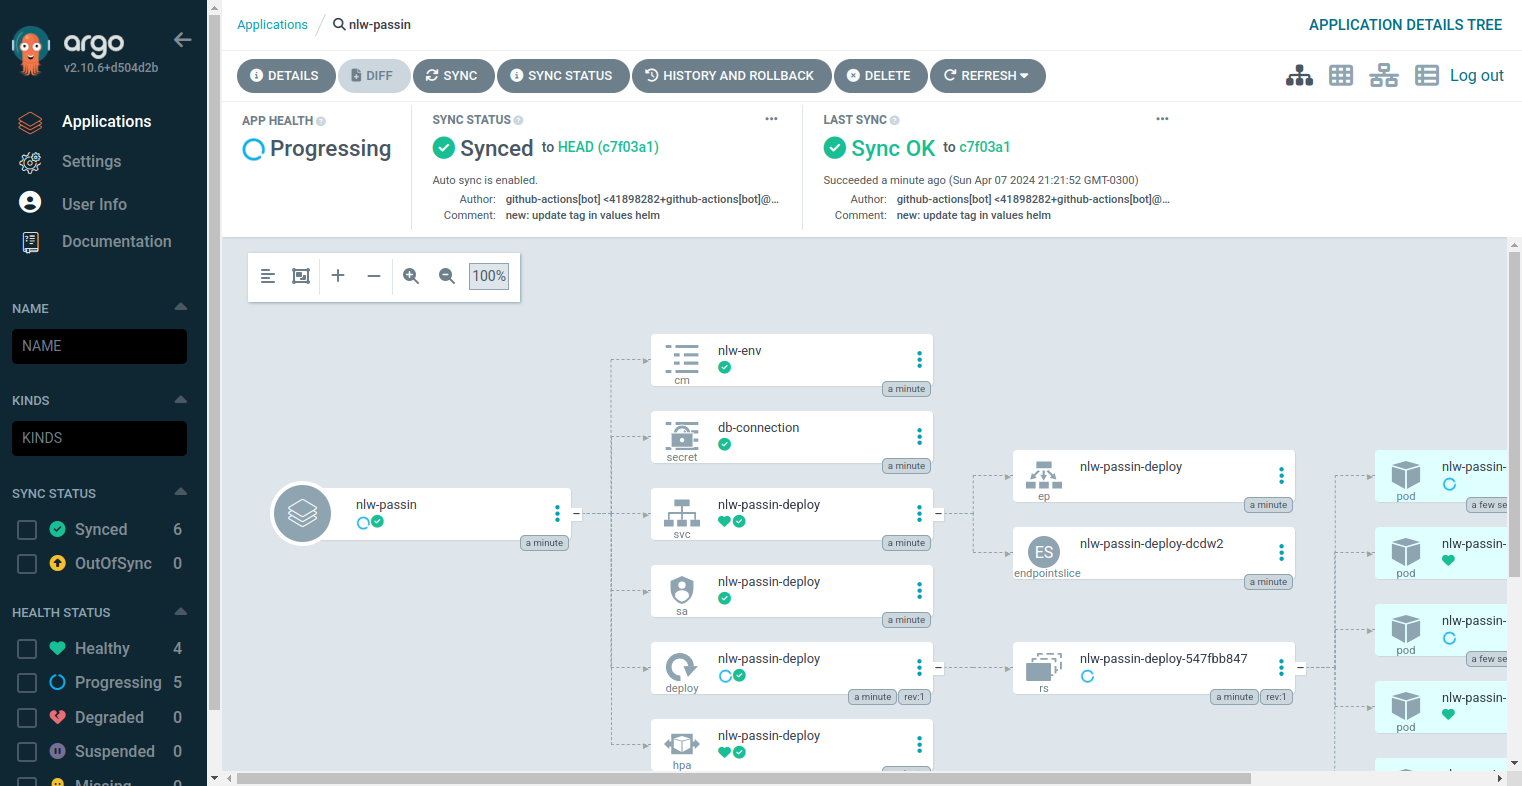 argo
v2.10.6+d504d2b
Applications
Settings
User Info
Documentation
NAME
NAME
KINDS
KINDS
SYNC STATUS
Synced 6
OutOfSync 0
HEALTH STATUS
Healthy 4
Progressing 5
Degraded 0
Suspended 0
Missing 0
Applications / nlw-passin
APPLICATION DETAILS TREE
DETAILS DIFF SYNC SYNC STATUS HISTORY AND ROLLBACK DELETE REFRESH
Log out
APP HEALTH
Progressing
SYNC STATUS
Synced to HEAD (c7f03a1)
Auto sync is enabled.
Author: github-actions[bot] <41898282+github-actions[bot]@...
Comment: new: update tag in values helm
LAST SYNC
Sync OK to c7f03a1
Succeeded a minute ago (Sun Apr 07 2024 21:21:52 GMT-0300)
Author: github-actions[bot] <41898282+github-actions[bot]@...
Comment: new: update tag in values helm
100%
nlw-passin
a minute
nlw-env
cm
a minute
db-connection
secret
a minute
nlw-passin-deploy
svc
a minute
nlw-passin-deploy
sa
a minute
nlw-passin-deploy
deploy
a minute rev:1
nlw-passin-deploy
hpa
nlw-passin-deploy
ep
a minute
ES
nlw-passin-deploy-dcdw2
endpointslice
a minute
nlw-passin-deploy-547fbb847
rs
a minute rev:1
nlw-passin-
pod
a few se
nlw-passin-
pod
nlw-passin-
pod
a few se
nlw-passin-
pod